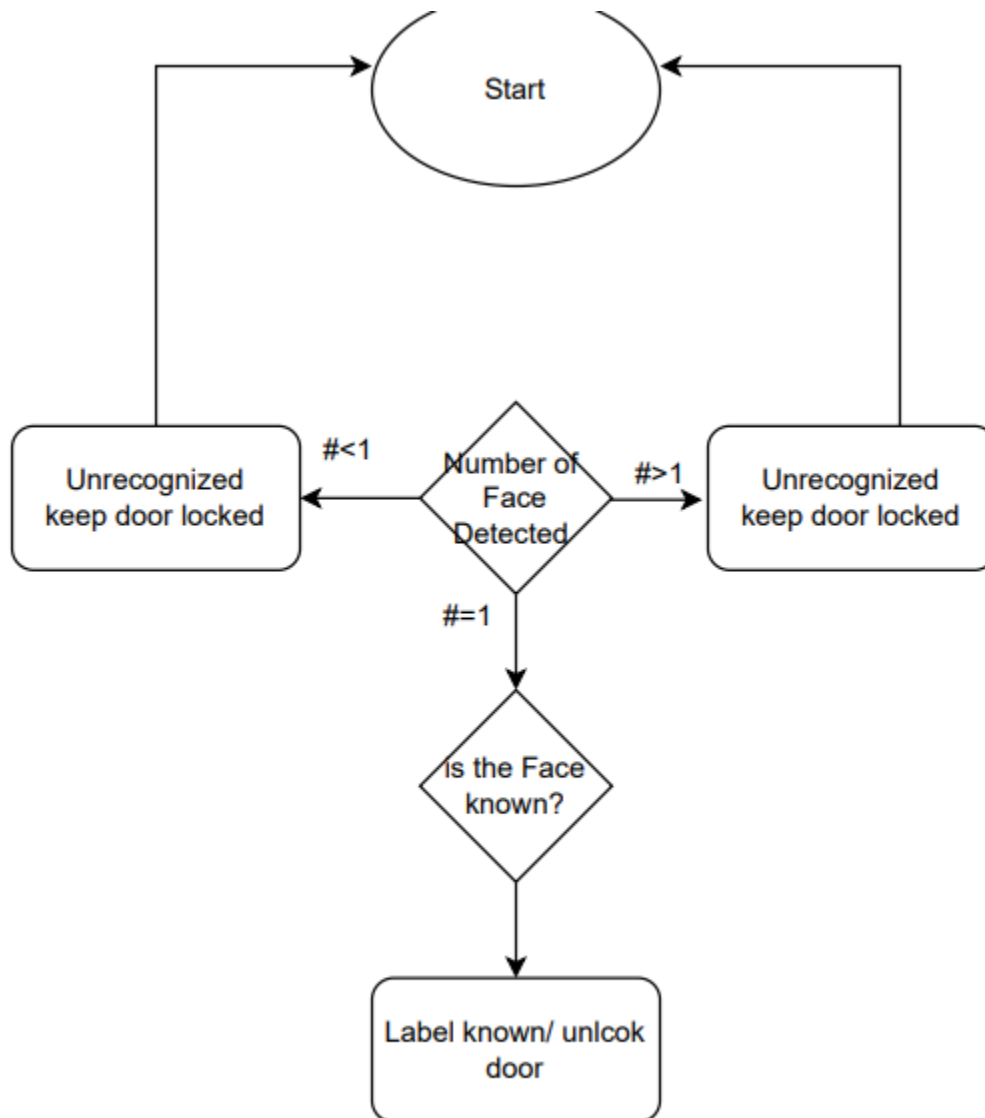 Start
#<1
Number of
Face
Detected
#>1
Unrecognized
keep door locked
Unrecognized
keep door locked
#=1
is the Face
known?
Label known/ unlcok
door